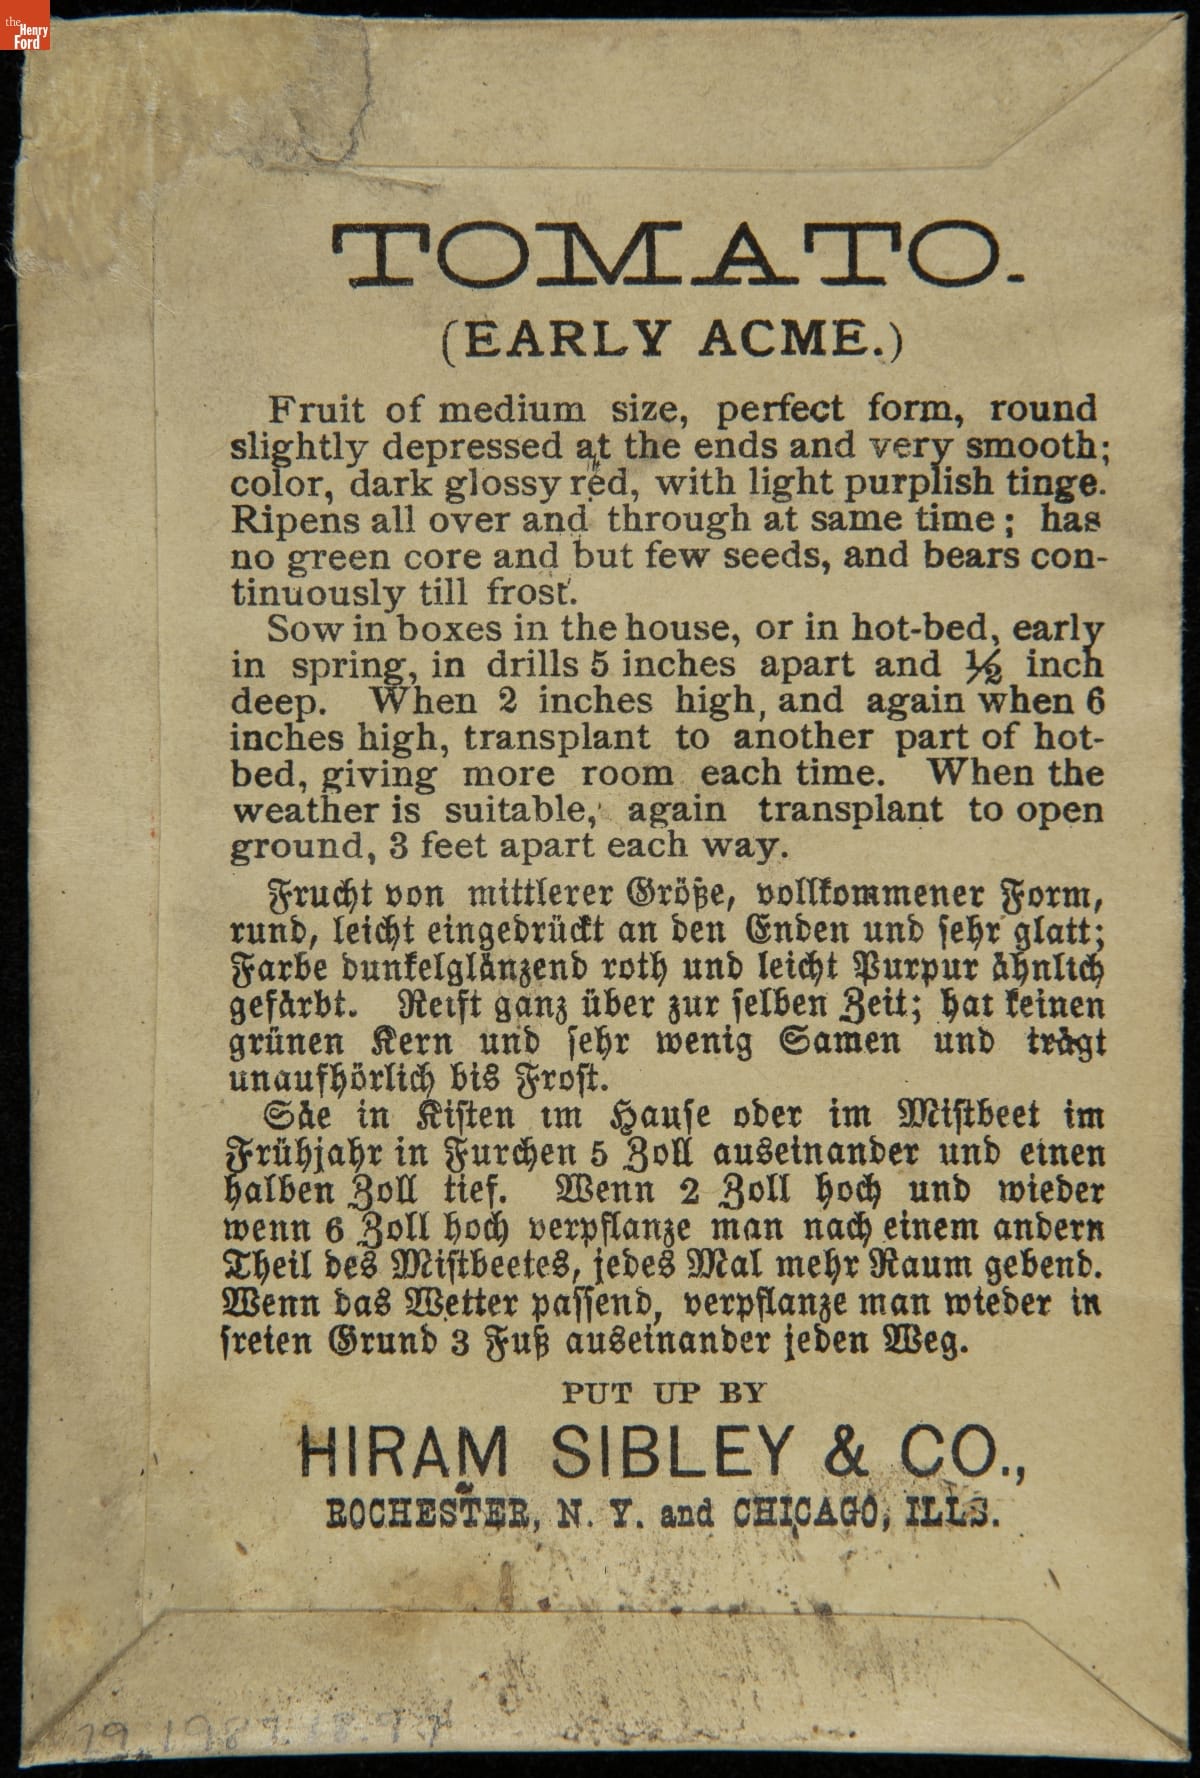 the
Henry
Ford
TOMATO.
(EARLY ACME.)
Fruit of medium size, perfect form, round
slightly depressed at the ends and very smooth;
color, dark glossy red, with light purplish tinge.
Ripens all over and through at same time; has
no green core and but few seeds, and bears con-
tinuously till frost.
Sow in boxes in the house, or in hot-bed, early
in spring, in drills 5 inches apart and ½ inch
deep. When 2 inches high, and again when 6
inches high, transplant to another part of hot-
bed, giving more room each time. When the
weather is suitable, again transplant to open
ground, 3 feet apart each way.
Frucht von mittlerer Größe, vollkommener Form,
rund, leicht eingedrückt an den Enden und sehr glatt;
Farbe dunkelglänzend roth und leicht Purpur ähnlich
gefärbt. Reift ganz über zur selben Zeit; hat keinen
grünen Kern und sehr wenig Samen und trägt
unaufhörlich bis Frost.
Säe in Kisten im Hause oder im Mistbeet im
Frühjahr in Furchen 5 Zoll auseinander und einen
halben Zoll tief. Wenn 2 Zoll hoch und wieder
wenn 6 Zoll hoch verpflanze man nach einem andern
Theil des Mistbeetes, jedes Mal mehr Raum gebend.
Wenn das Wetter passend, verpflanze man wieder in
freien Grund 3 Fuß auseinander jeden Weg.
PUT UP BY
HIRAM SIBLEY & CO.,
ROCHESTER, N. Y. and CHICAGO, ILLS.